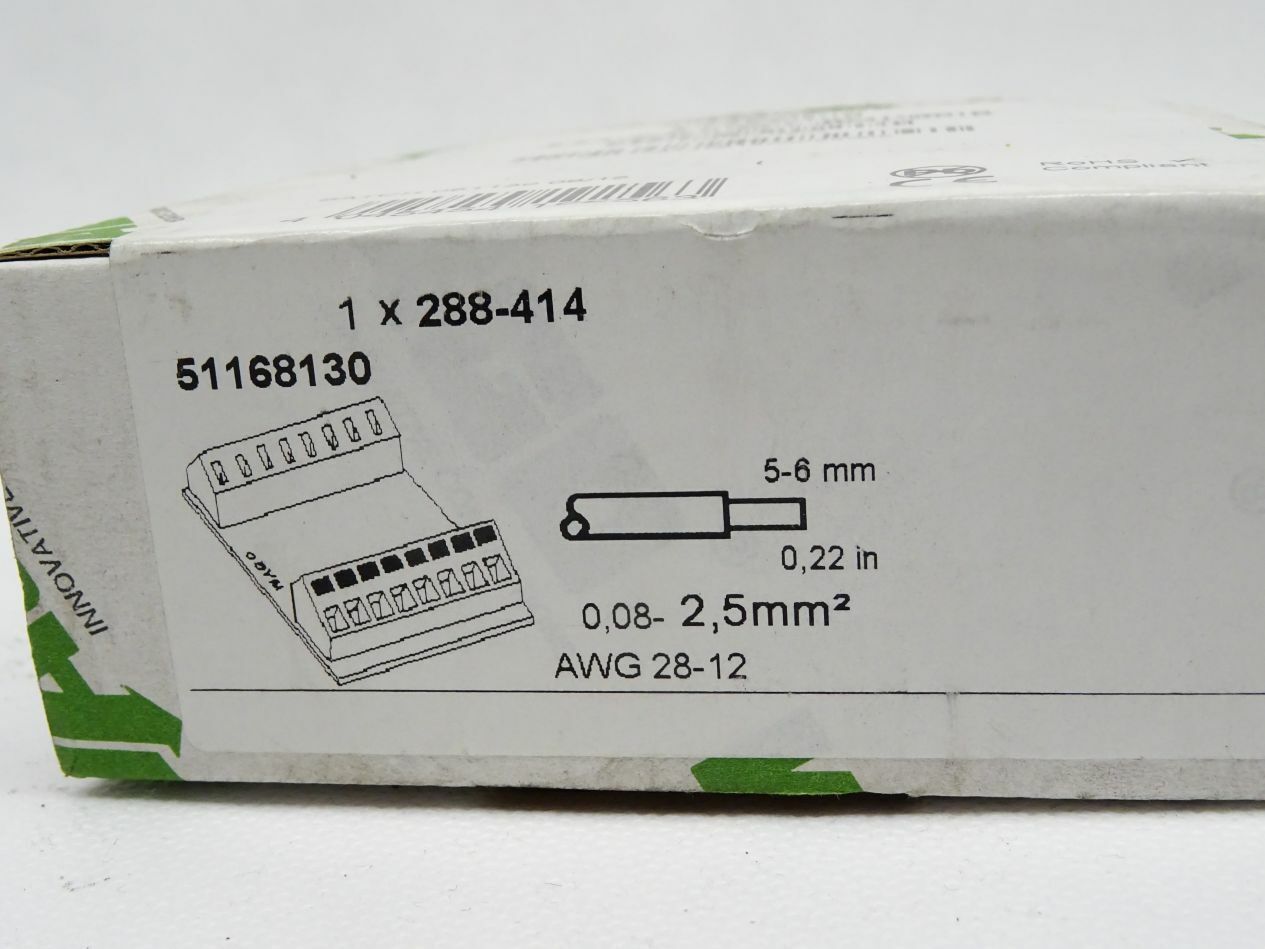 RoHS ✓
Compliant
4
1 x 288-414
51168130
WAGO
5-6 mm
0,22 in
0,08- 2,5mm²
AWG 28-12
INNOVATIVE